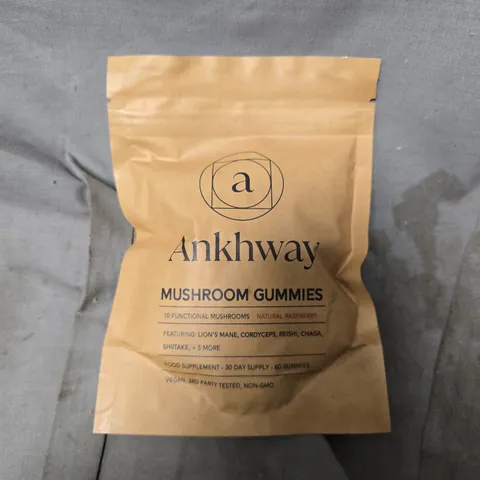 a
Ankhway
MUSHROOM GUMMIES
10 FUNCTIONAL MUSHROOMS NATURAL RASPBERRY
FEATURING: LION'S MANE, CORDYCEPS, REISHI, CHAGA,
SHIITAKE, + 5 MORE
FOOD SUPPLEMENT - 30 DAY SUPPLY - 60 GUMMIES
VEGAN, 3RD PARTY TESTED, NON-GMO